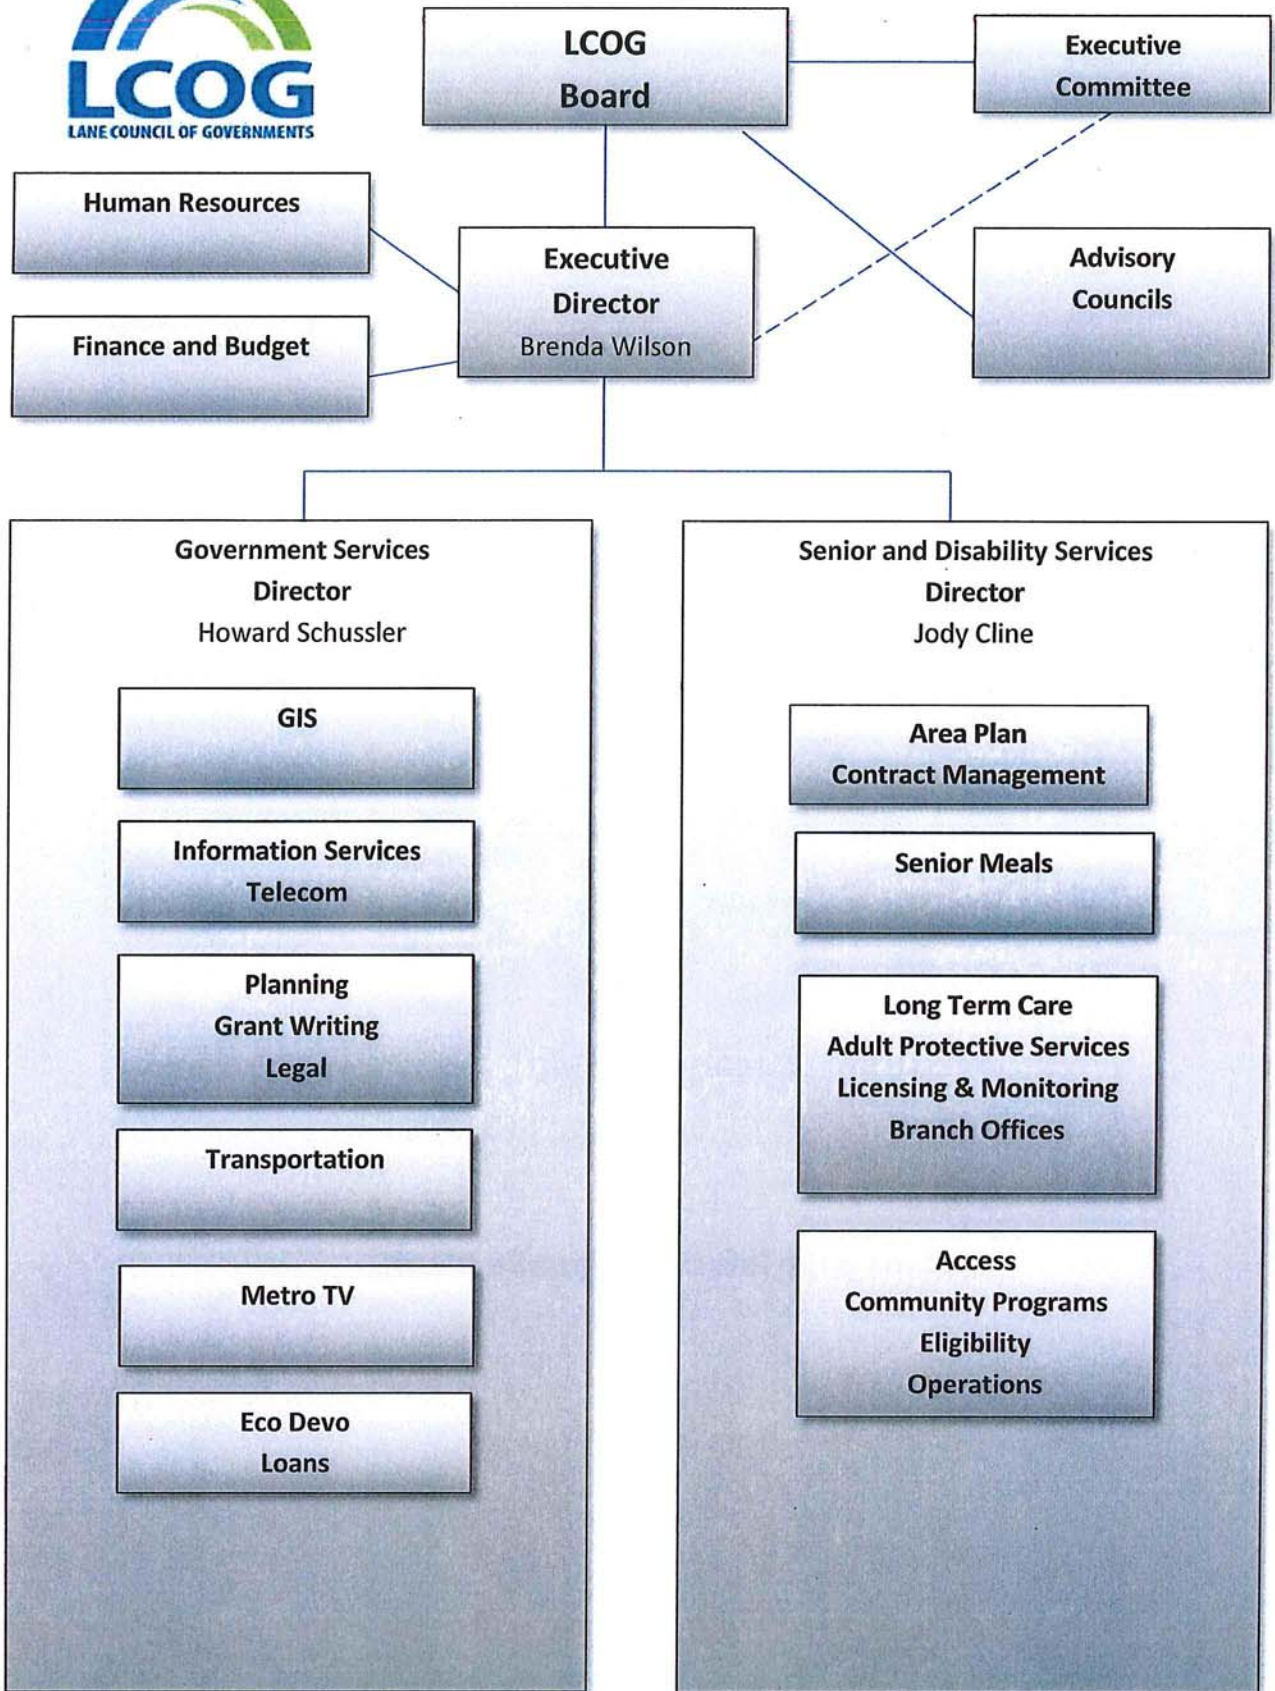 LCOG
LANE COUNCIL OF GOVERNMENTS
LCOG
Board
Executive
Committee
Human Resources
Finance and Budget
Executive
Director
Brenda Wilson
Advisory
Councils
Government Services
Director
Howard Schussler
GIS
Information Services
Telecom
Planning
Grant Writing
Legal
Transportation
Metro TV
Eco Devo
Loans
Senior and Disability Services
Director
Jody Cline
Area Plan
Contract Management
Senior Meals
Long Term Care
Adult Protective Services
Licensing & Monitoring
Branch Offices
Access
Community Programs
Eligibility
Operations